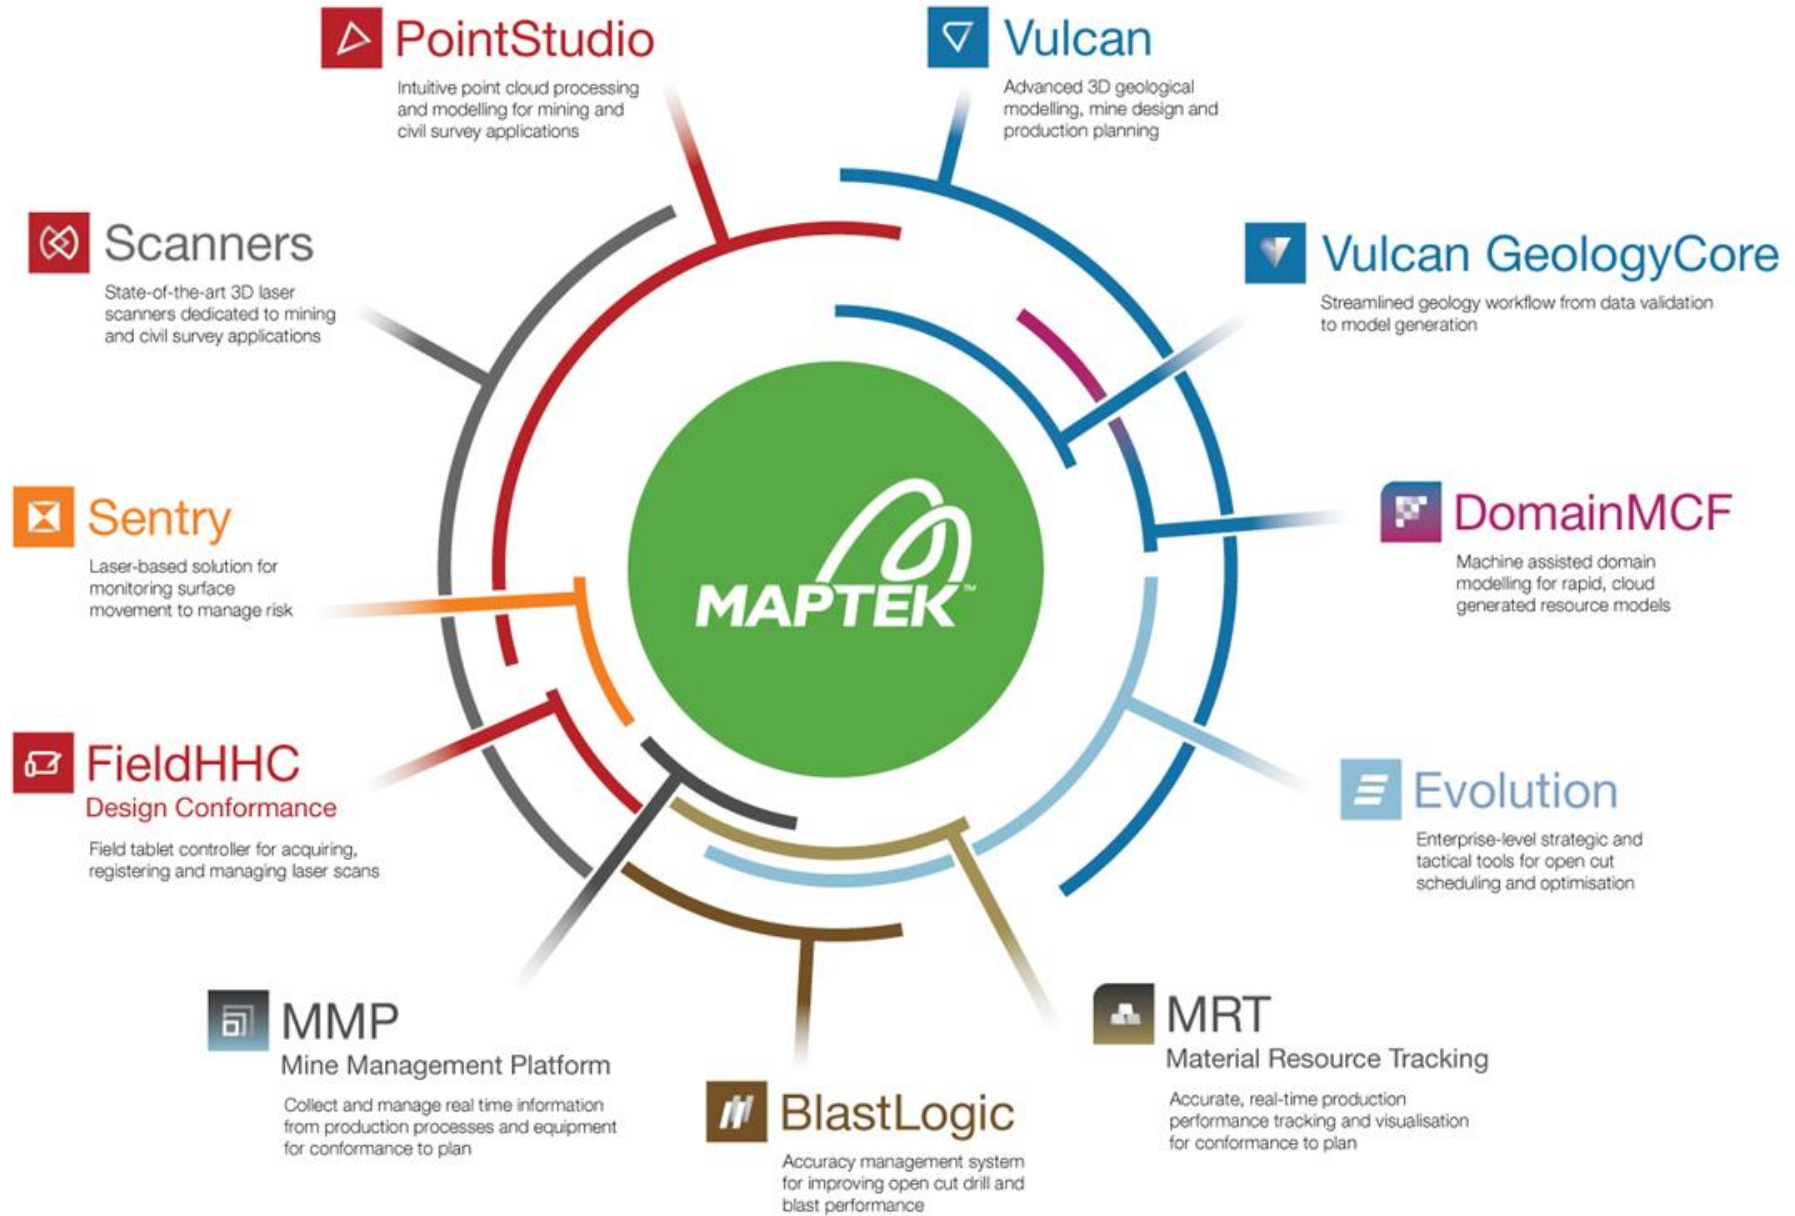 PointStudio
Intuitive point cloud processing
and modelling for mining and
civil survey applications
Vulcan
Advanced 3D geological
modelling, mine design and
production planning
Scanners
State-of-the-art 3D laser
scanners dedicated to mining
and civil survey applications
Vulcan GeologyCore
Streamlined geology workflow from data validation
to model generation
Sentry
Laser-based solution for
monitoring surface
movement to manage risk
MAPTEK™
DomainMCF
Machine assisted domain
modelling for rapid, cloud
generated resource models
FieldHHC
Design Conformance
Field tablet controller for acquiring,
registering and managing laser scans
Evolution
Enterprise-level strategic and
tactical tools for open cut
scheduling and optimisation
MMP
Mine Management Platform
Collect and manage real time information
from production processes and equipment
for conformance to plan
BlastLogic
Accuracy management system
for improving open cut drill and
blast performance
MRT
Material Resource Tracking
Accurate, real-time production
performance tracking and visualisation
for conformance to plan